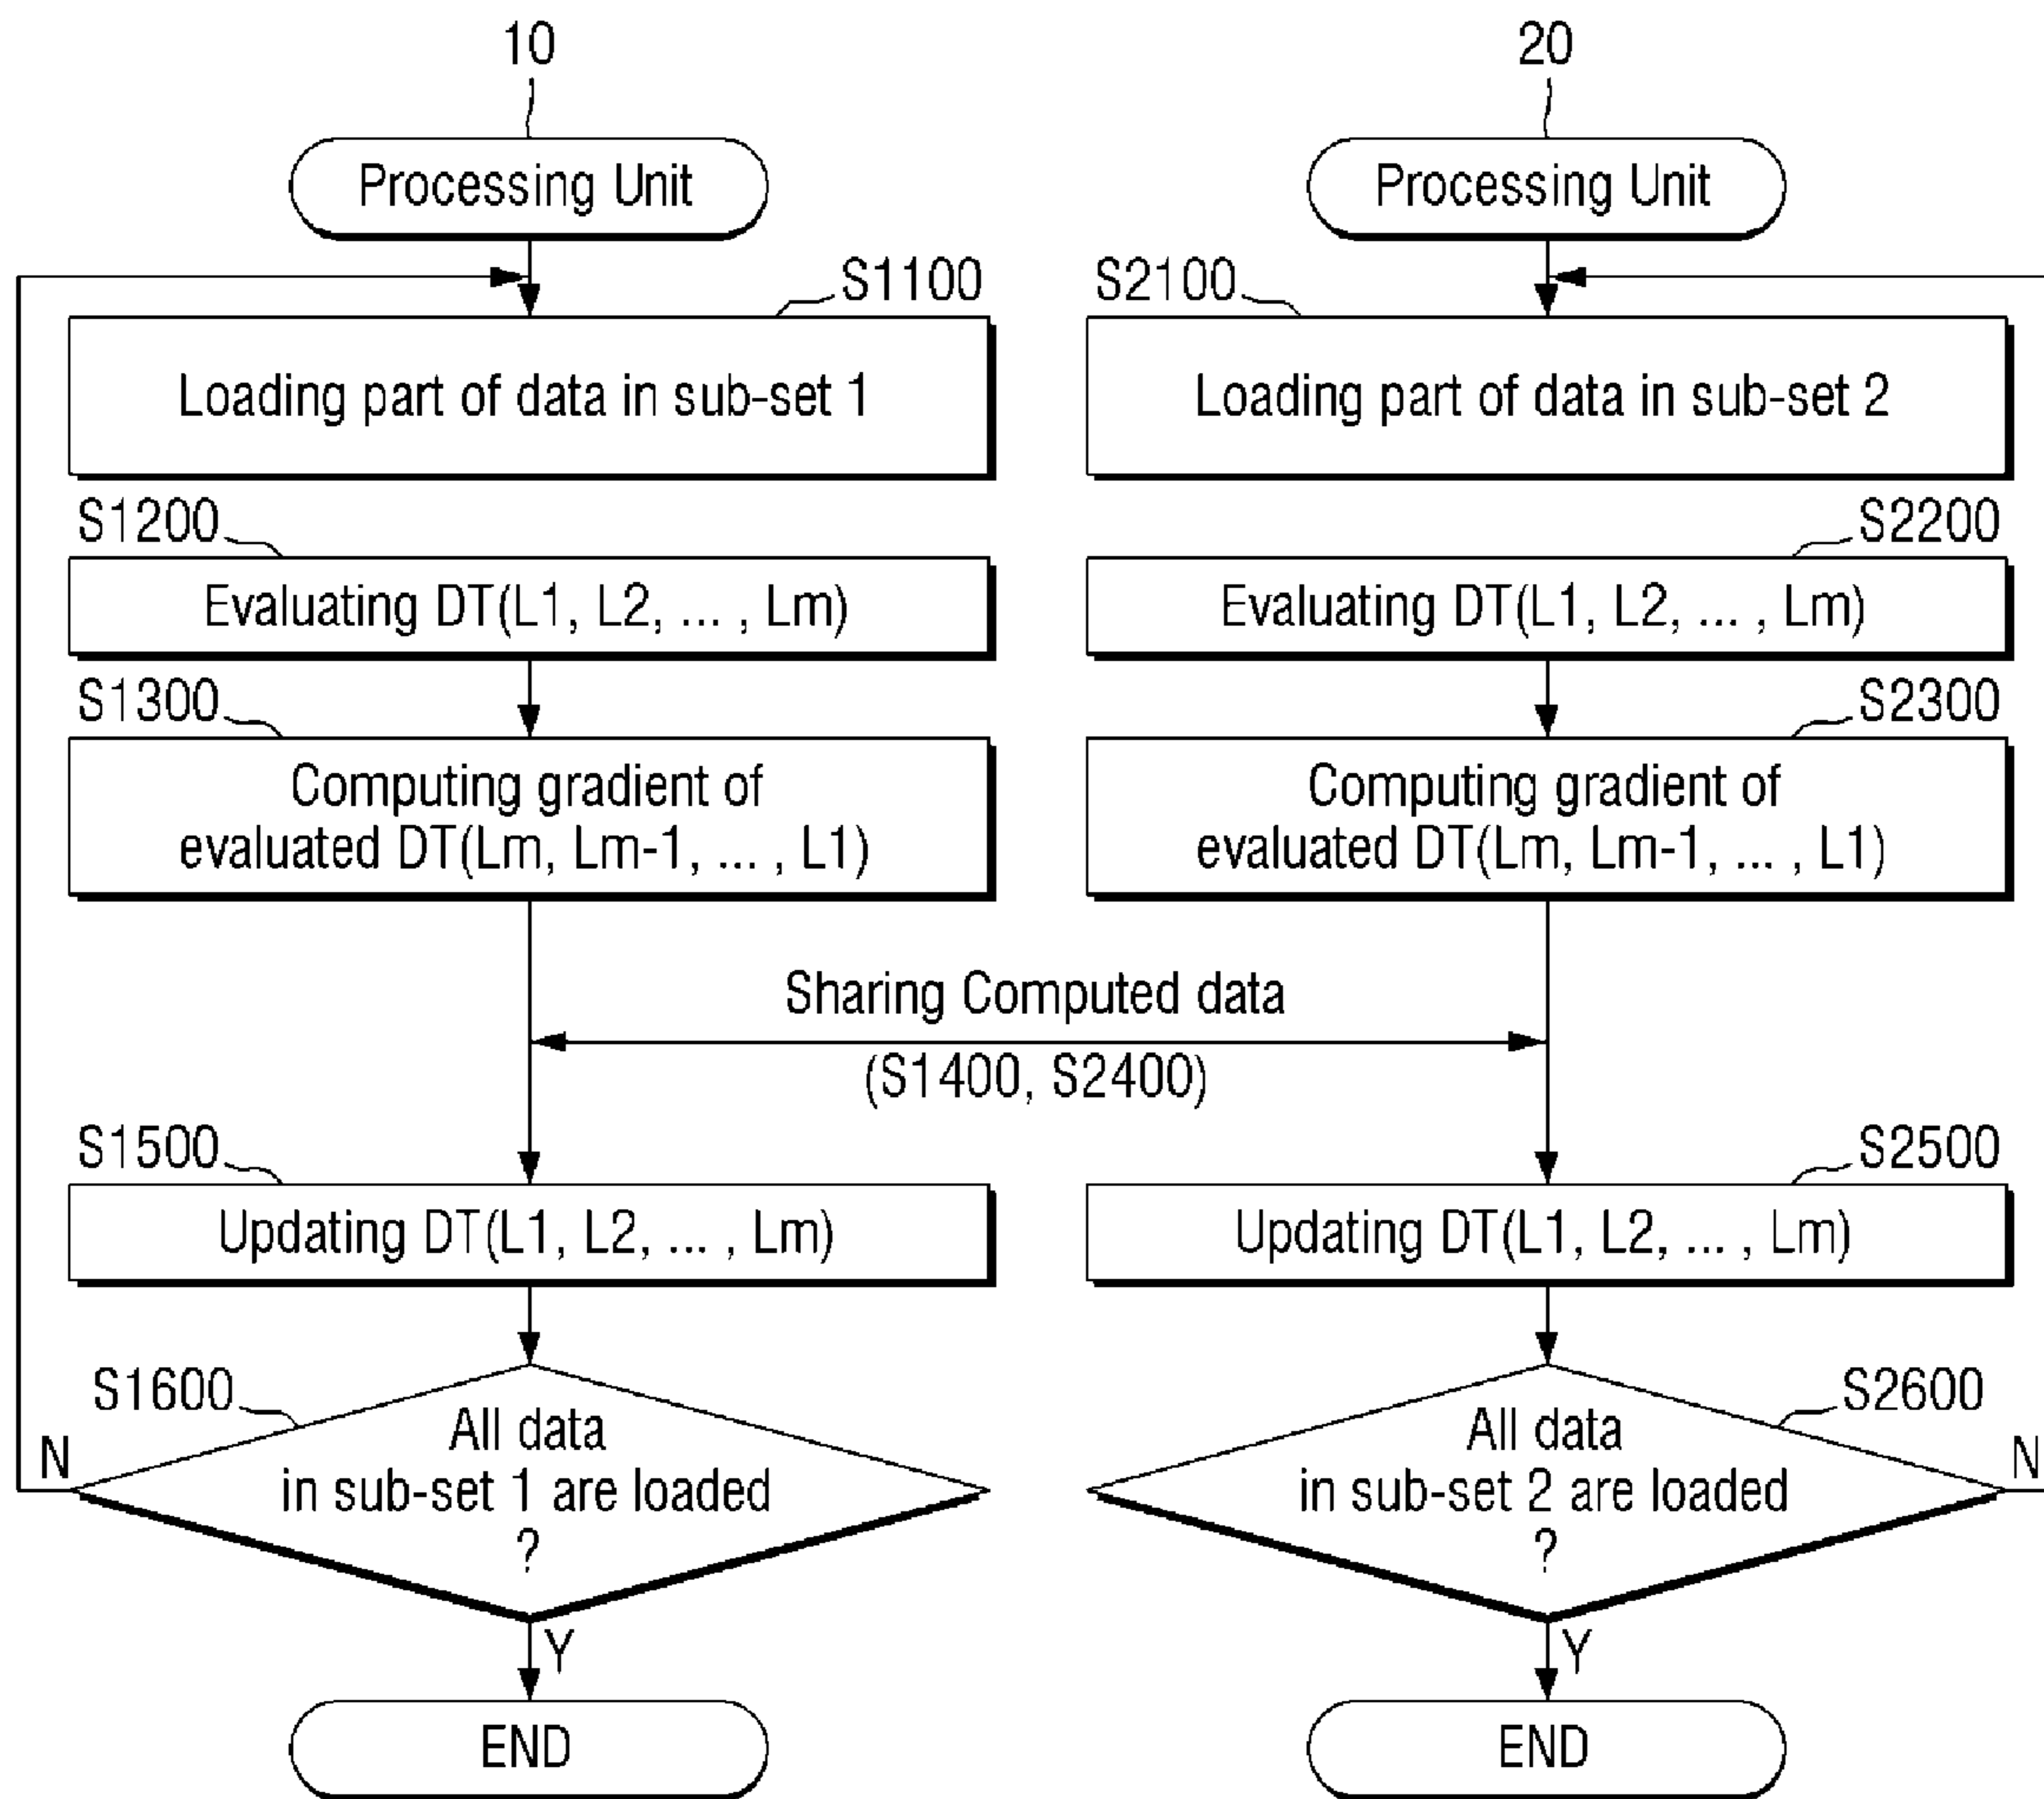 10
Processing Unit
S1100
Loading part of data in sub-set 1
S1200
Evaluating DT(L1, L2, ... , Lm)
S1300
Computing gradient of
evaluated DT(Lm, Lm-1, ... , L1)
20
Processing Unit
S2100
Loading part of data in sub-set 2
S2200
Evaluating DT(L1, L2, ... , Lm)
S2300
Computing gradient of
evaluated DT(Lm, Lm-1, ... , L1)
Sharing Computed data
(S1400, S2400)
S1500
Updating DT(L1, L2, ... , Lm)
S1600
All data
in sub-set 1 are loaded
?
N
Y
END
S2500
Updating DT(L1, L2, ... , Lm)
S2600
All data
in sub-set 2 are loaded
?
N
Y
END